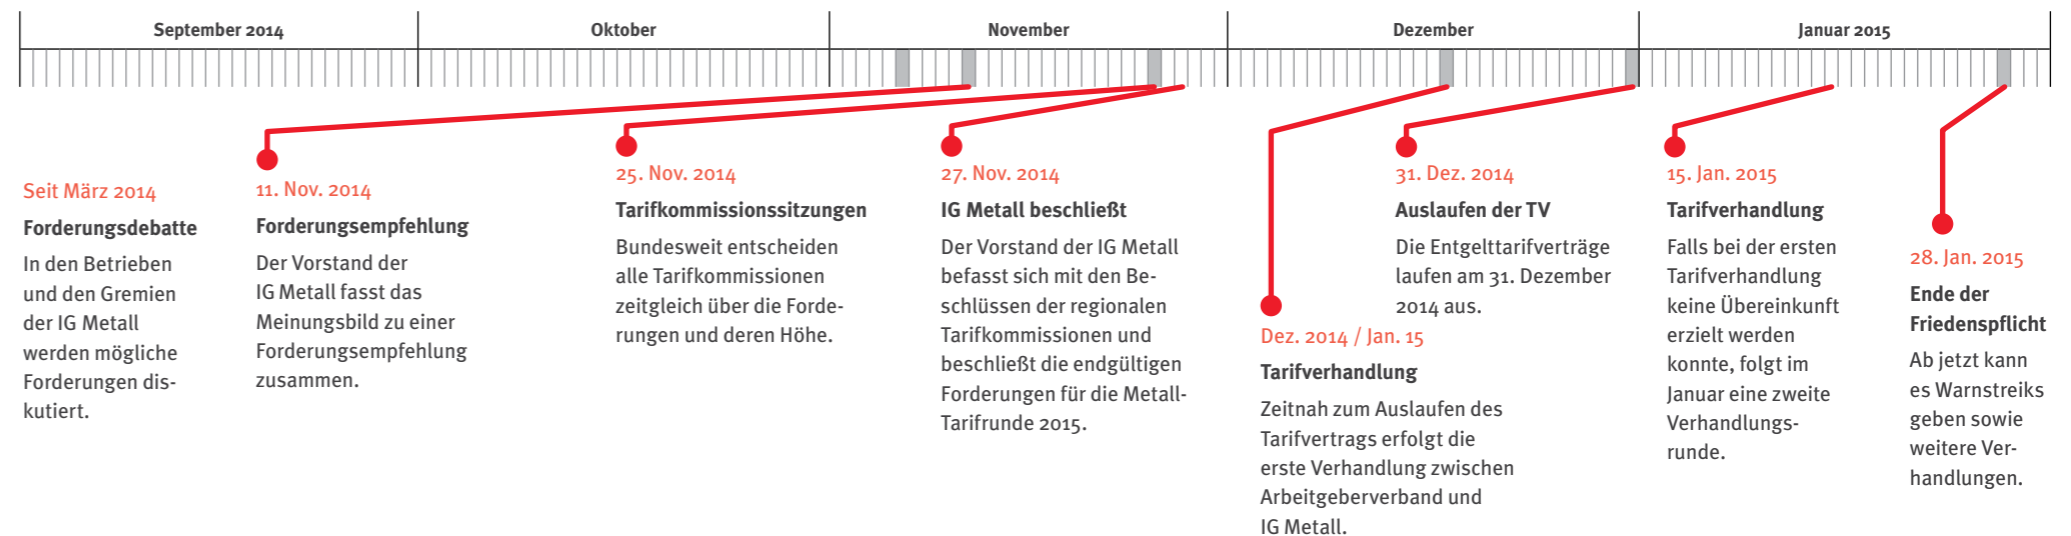 September 2014
Oktober
November
Dezember
Januar 2015
Seit März 2014
Forderungsdebatte
In den Betrieben
und den Gremien
der IG Metall
werden mögliche
Forderungen dis-
kutiert.
11. Nov. 2014
Forderungsempfehlung
Der Vorstand der
IG Metall fasst das
Meinungsbild zu einer
Forderungsempfehlung
zusammen.
25. Nov. 2014
Tarifkommissionssitzungen
Bundesweit entscheiden
alle Tarifkommissionen
zeitgleich über die Forde-
rungen und deren Höhe.
27. Nov. 2014
IG Metall beschließt
Der Vorstand der IG Metall
befasst sich mit den Be-
schlüssen der regionalen
Tarifkommissionen und
beschließt die endgültigen
Forderungen für die Metall-
Tarifrunde 2015.
Dez. 2014 / Jan. 15
Tarifverhandlung
Zeitnah zum Auslaufen des
Tarifvertrags erfolgt die
erste Verhandlung zwischen
Arbeitgeberverband und
IG Metall.
31. Dez. 2014
Auslaufen der TV
Die Entgelttarifverträge
laufen am 31. Dezember
2014 aus.
15. Jan. 2015
Tarifverhandlung
Falls bei der ersten
Tarifverhandlung
keine Übereinkunft
erzielt werden
konnte, folgt im
Januar eine zweite
Verhandlungs-
runde.
28. Jan. 2015
Ende der
Friedenspflicht
Ab jetzt kann
es Warnstreiks
geben sowie
weitere Ver-
handlungen.